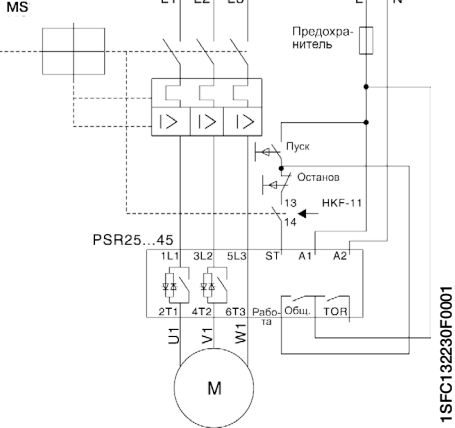 MS
L1 L2 L3 L N
Предохра-
нитель
I> I> I>
Пуск
Останов
13 HKF-11
14
PSR25...45
1L1 3L2 5L3 ST A1 A2
2T1 4T2 6T3 Рабо- Общ. TOR
та
U1 V1 W1
M
1SFC132230F0001